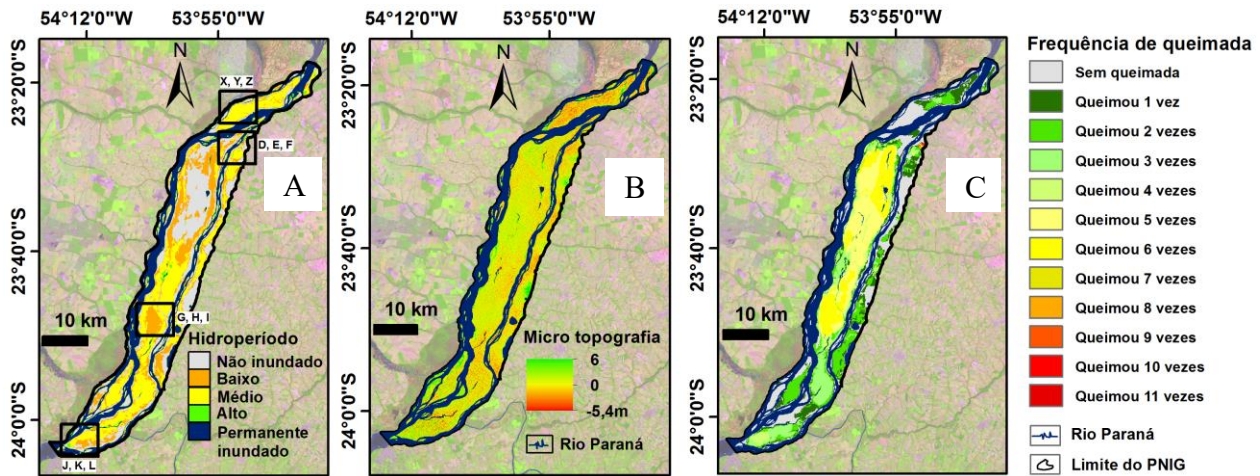 54°12'0"W 53°55'0"W
54°12'0"W 53°55'0"W
54°12'0"W 53°55'0"W
23°20'0"S
23°40'0"S
24°0'0"S
N
X, Y, Z
D, E, F
A
G, H, I
10 km
Hidroperíodo
Não inundado
Baixo
Médio
Alto
Permanente
inundado
J, K, L
23°20'0"S
23°40'0"S
24°0'0"S
N
B
10 km
Micro topografia
6
0
-5,4m
Rio Paraná
23°20'0"S
23°40'0"S
24°0'0"S
N
C
10 km
Frequência de queimada
Sem queimada
Queimou 1 vez
Queimou 2 vezes
Queimou 3 vezes
Queimou 4 vezes
Queimou 5 vezes
Queimou 6 vezes
Queimou 7 vezes
Queimou 8 vezes
Queimou 9 vezes
Queimou 10 vezes
Queimou 11 vezes
Rio Paraná
Limite do PNIG